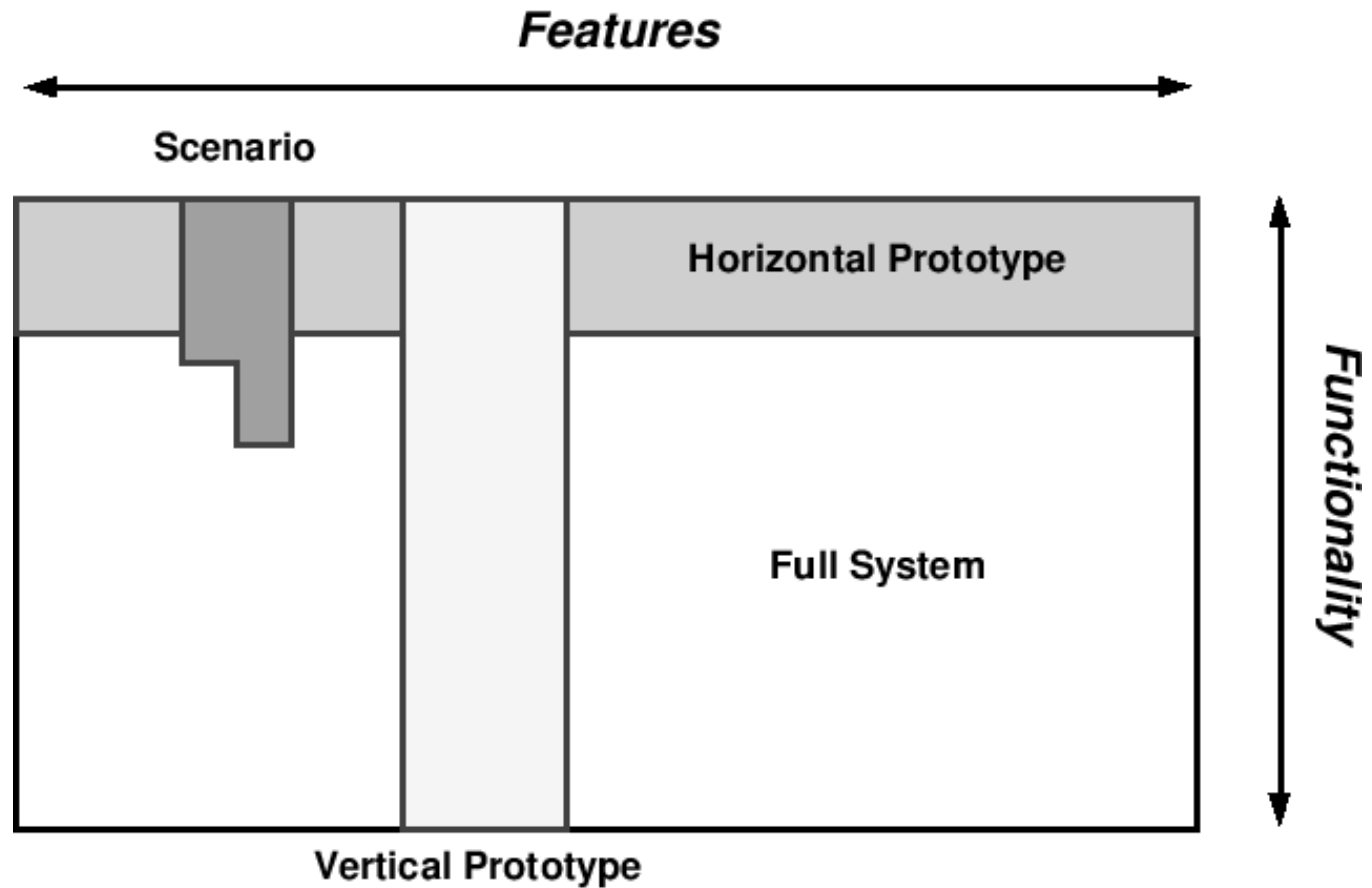 Features
Scenario
Horizontal Prototype
Functionality
Full System
Vertical Prototype